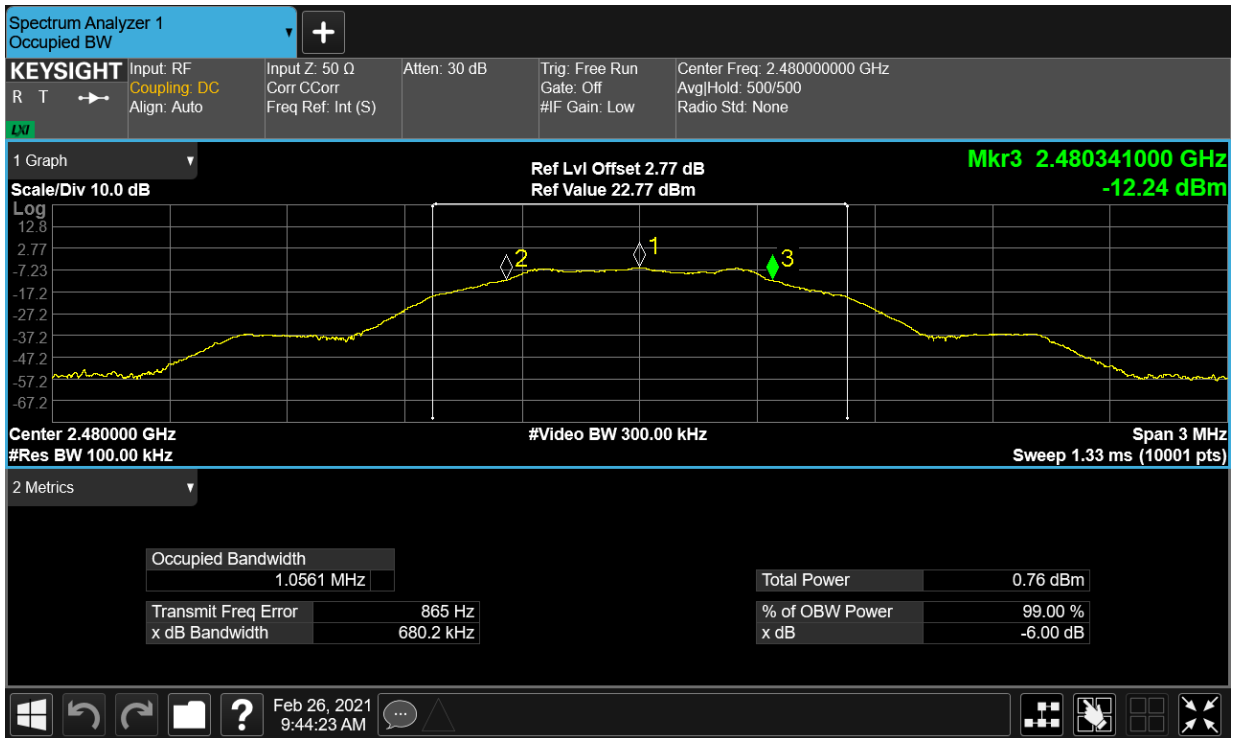 Spectrum Analyzer 1
Occupied BW
KEYSIGHT
R T
LXI
Input: RF
Coupling: DC
Align: Auto
Input Z: 50 Ω
Corr CCorr
Freq Ref: Int (S)
Atten: 30 dB
Trig: Free Run
Gate: Off
#IF Gain: Low
Center Freq: 2.480000000 GHz
Avg|Hold: 500/500
Radio Std: None
1 Graph
Scale/Div 10.0 dB
Ref Lvl Offset 2.77 dB
Ref Value 22.77 dBm
Mkr3 2.480341000 GHz
-12.24 dBm
Log
12.8
2.77
-7.23
-17.2
-27.2
-37.2
-47.2
-57.2
-67.2
2
1
3
Center 2.480000 GHz
#Video BW 300.00 kHz
Span 3 MHz
#Res BW 100.00 kHz
Sweep 1.33 ms (10001 pts)
2 Metrics
Occupied Bandwidth
1.0561 MHz
Transmit Freq Error 865 Hz
x dB Bandwidth 680.2 kHz
Total Power 0.76 dBm
% of OBW Power 99.00 %
x dB -6.00 dB
?
Feb 26, 2021
9:44:23 AM